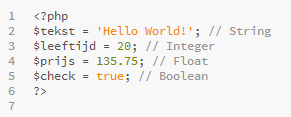 1 <?php
2 $tekst = 'Hello World!'; // String
3 $leeftijd = 20; // Integer
4 $prijs = 135.75; // Float
5 $check = true; // Boolean
6 ?>
7